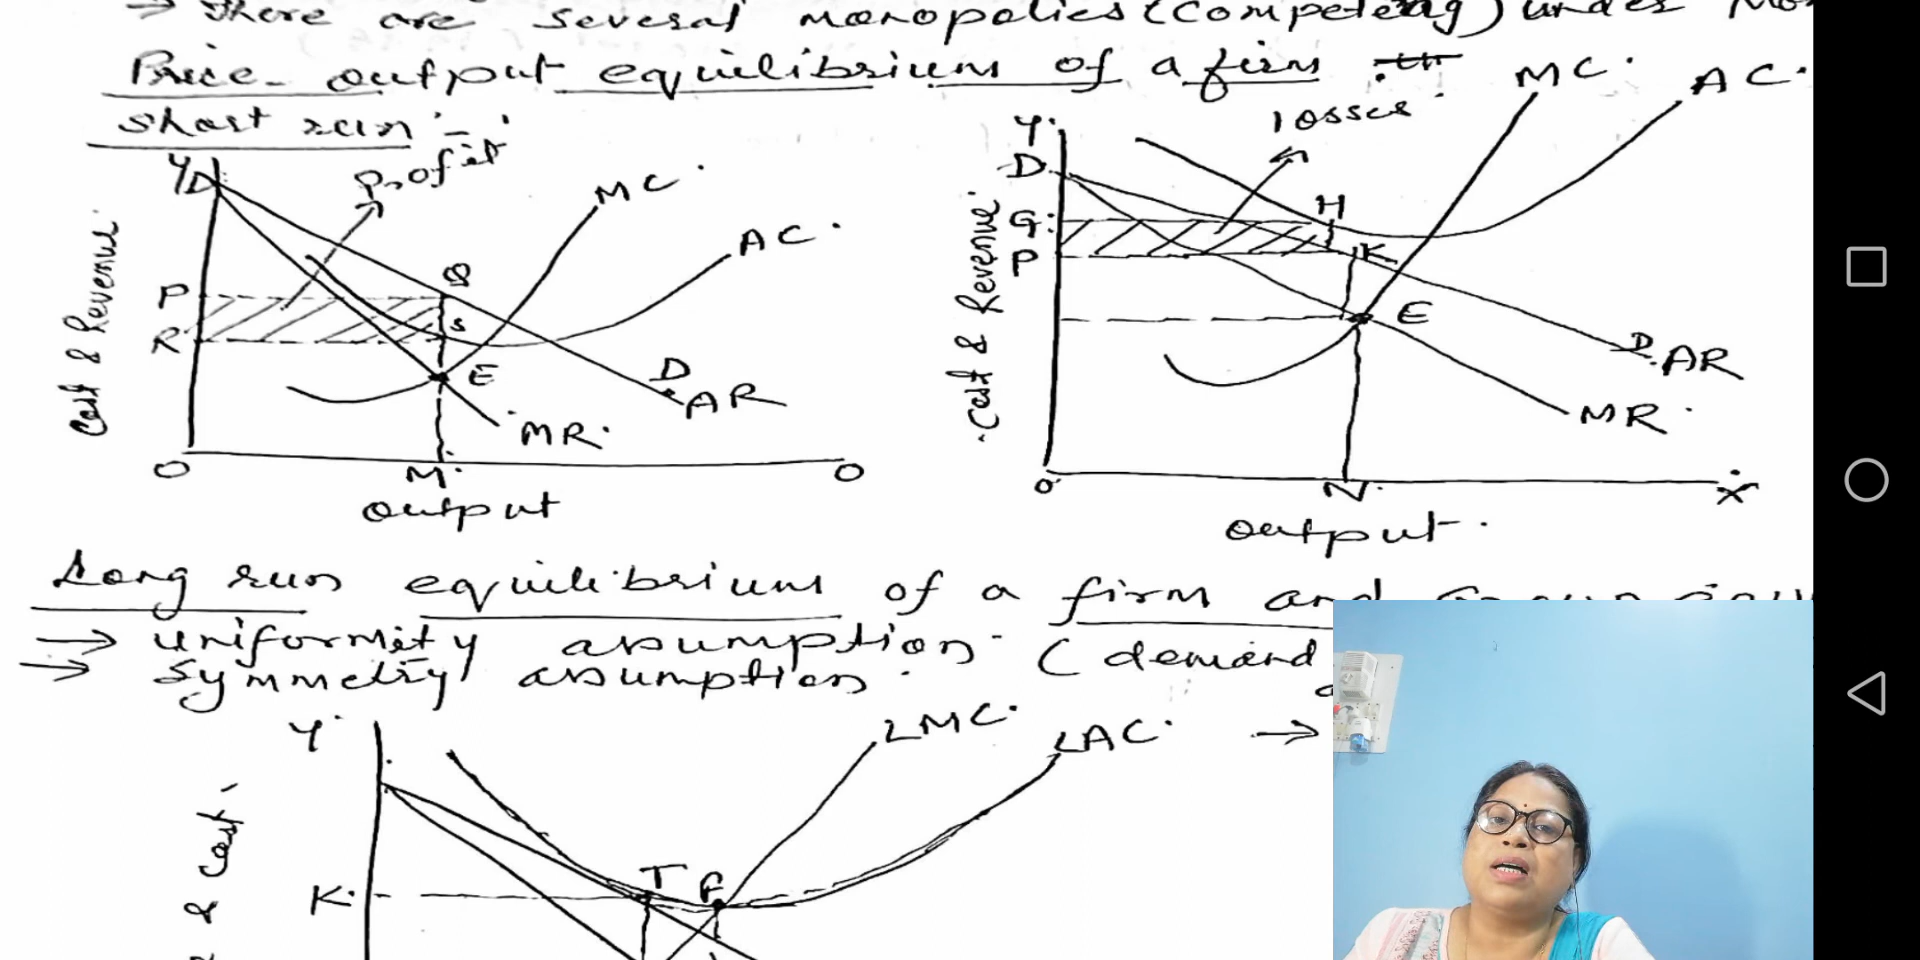 → There are several monopolies (competing) under
Price-output equilibrium of a firm
short run :-
Profit
Y
D
MC.
AC.
P
Q
S
R
E
D
AR
MR.
O
M.
O
Cost & Revenue
output
losses
MC.
AC.
Y
D
G
H
P
K
E
D
AR
MR.
O
N.
X
Cost & Revenue
output.
Long run equilibrium of a firm and
→ uniformity assumption. (demand
→ symmetry assumption.
Y
LMC.
LAC.
→
K.
T
F
& cost